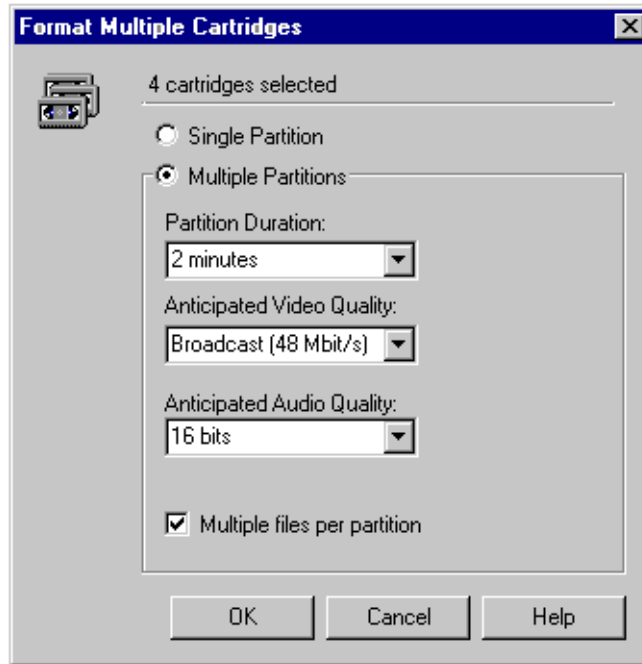 Format Multiple Cartridges
4 cartridges selected
Single Partition
Multiple Partitions
Partition Duration:
2 minutes
Anticipated Video Quality:
Broadcast (48 Mbit/s)
Anticipated Audio Quality:
16 bits
Multiple files per partition
OK Cancel Help